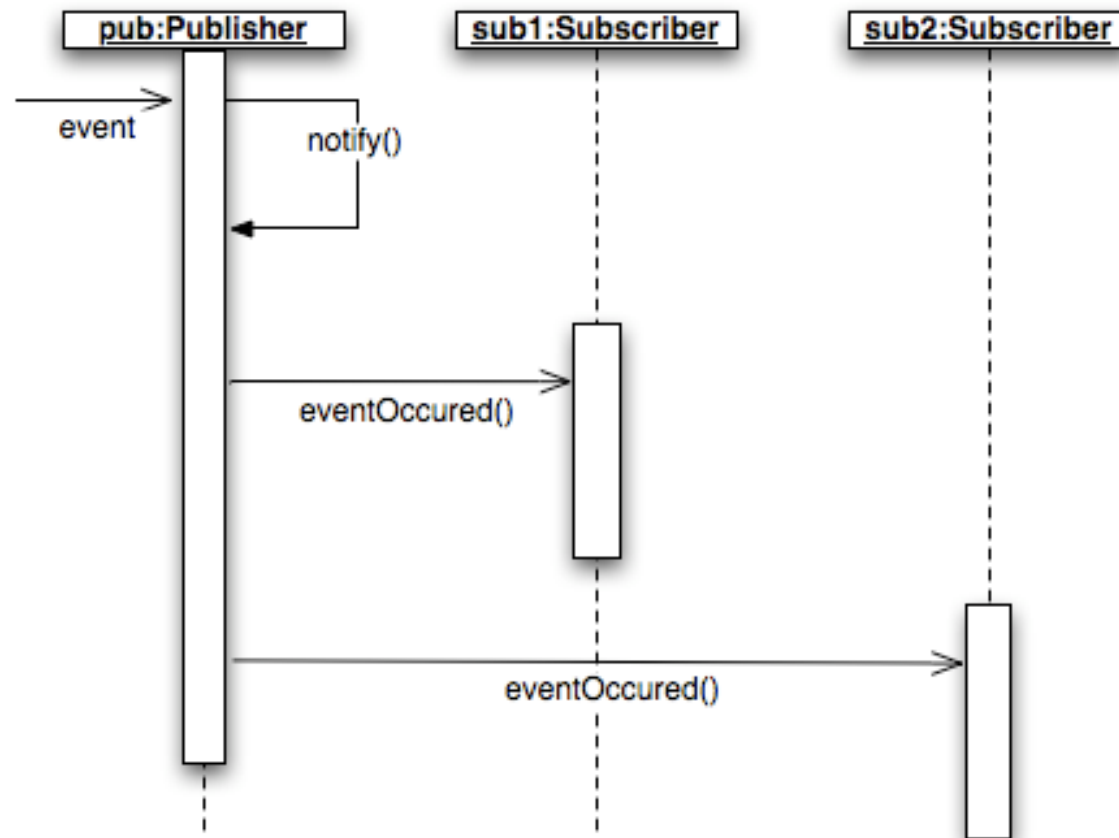 pub:Publisher
sub1:Subscriber
sub2:Subscriber
event
notify()
eventOccured()
eventOccured()